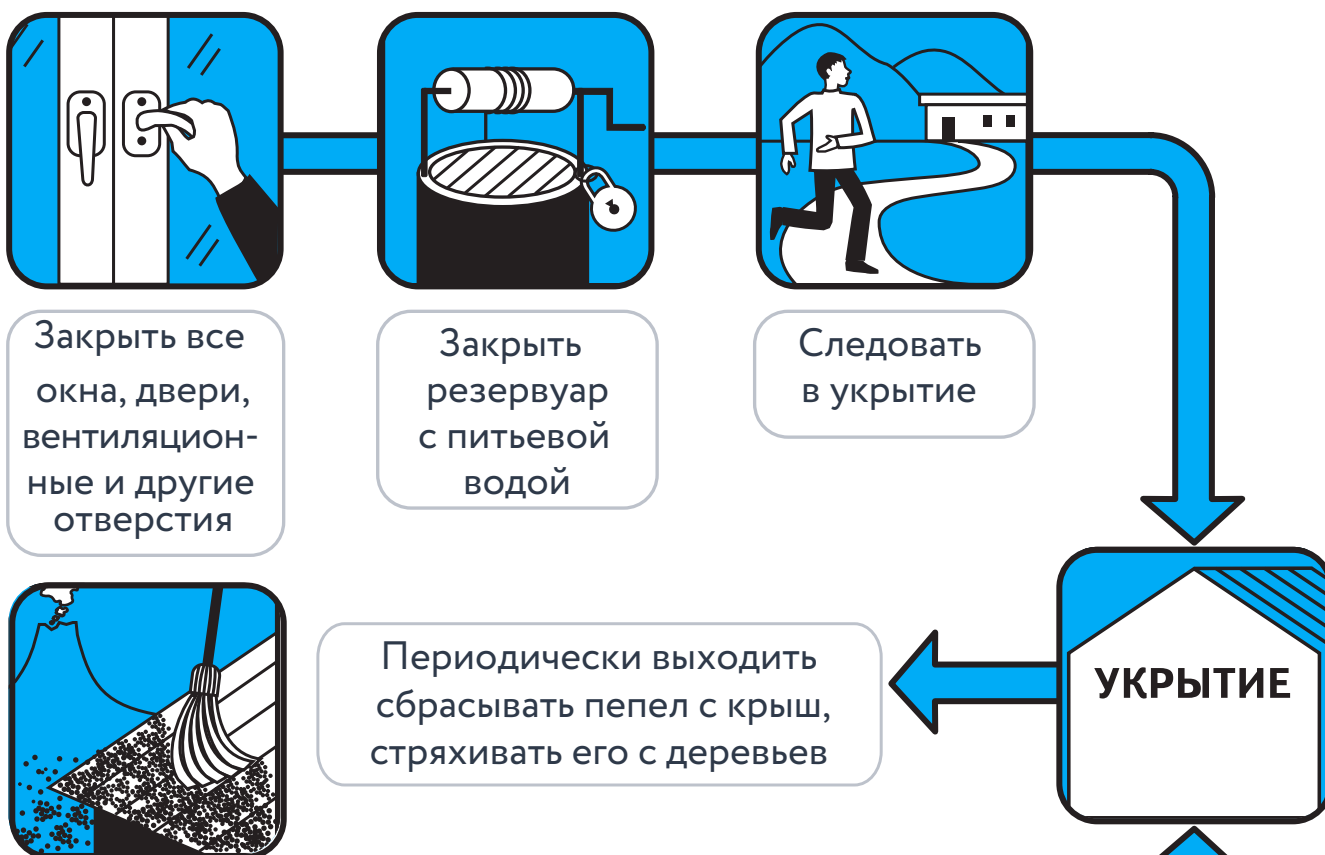 Закрыть все
окна, двери,
вентиляцион-
ные и другие
отверстия
Закрыть
резервуар
с питьевой
водой
Следовать
в укрытие
УКРЫТИЕ
Периодически выходить
сбрасывать пепел с крыш,
стряхивать его с деревьев